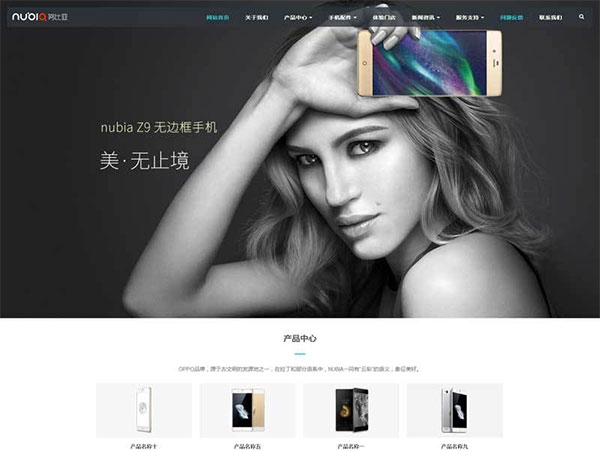 nubia 努比亚
网站首页 关于我们 产品中心 手机配件 体验门店 新闻资讯 服务支持 问题反馈 联系我们
nubia Z9 无边框手机
美·无止境
产品中心
OPPO品牌，源于古文明的发源地之一，在拉丁和部分语系中，NUBIA一词有“云彩”的涵义，象征美好。
产品名称十 产品名称五 产品名称一 产品名称九